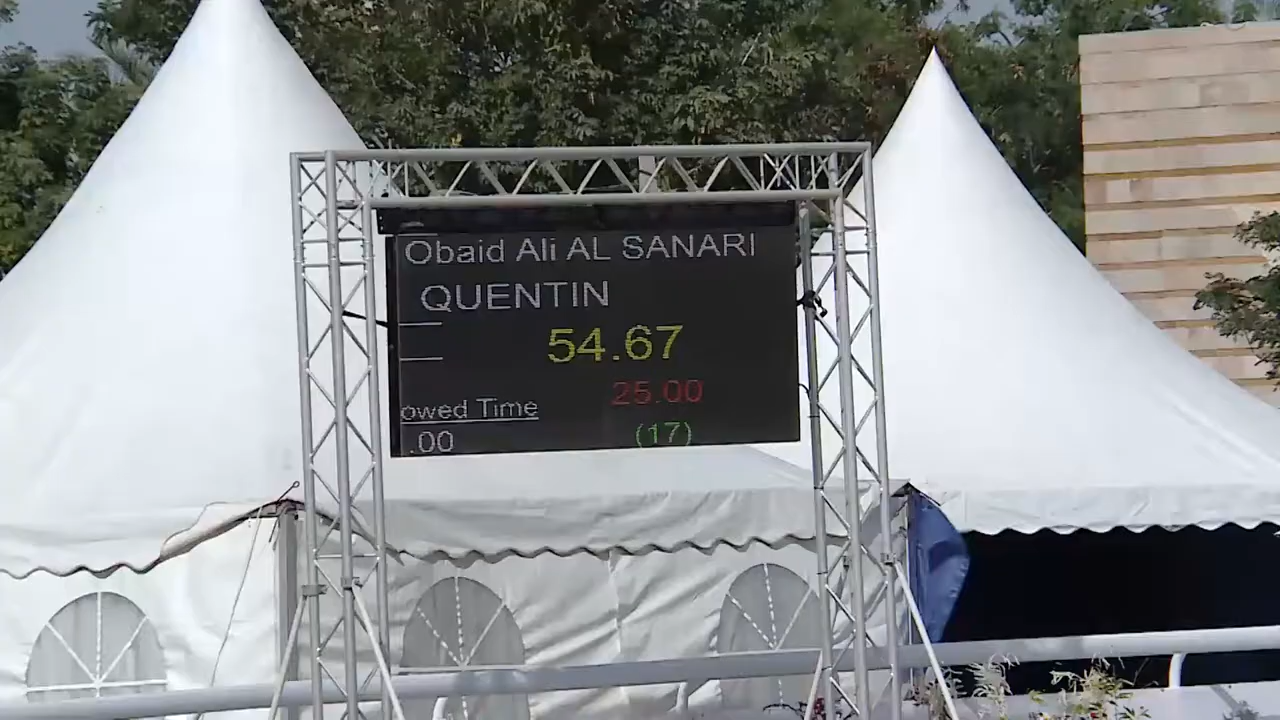 Obaid Ali AL SANARI
QUENTIN
54.67
25.00
owed Time
.00
(17)